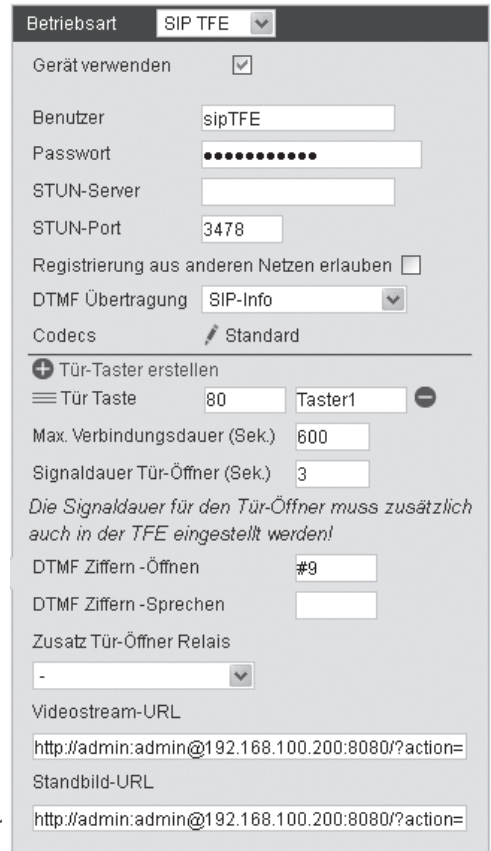 Betriebsart SIP TFE
Gerät verwenden
Benutzer sipTFE
Passwort •••••••••••
STUN-Server
STUN-Port 3478
Registrierung aus anderen Netzen erlauben
DTMF Übertragung SIP-Info
Codecs Standard
Tür-Taster erstellen
Tür Taste 80 Taster1
Max. Verbindungsdauer (Sek.) 600
Signaldauer Tür-Öffner (Sek.) 3
Die Signaldauer für den Tür-Öffner muss zusätzlich
auch in der TFE eingestellt werden!
DTMF Ziffern -Öffnen #9
DTMF Ziffern -Sprechen
Zusatz Tür-Öffner Relais
-
Videostream-URL
http://admin:admin@192.168.100.200:8080/?action=
Standbild-URL
http://admin:admin@192.168.100.200:8080/?action=